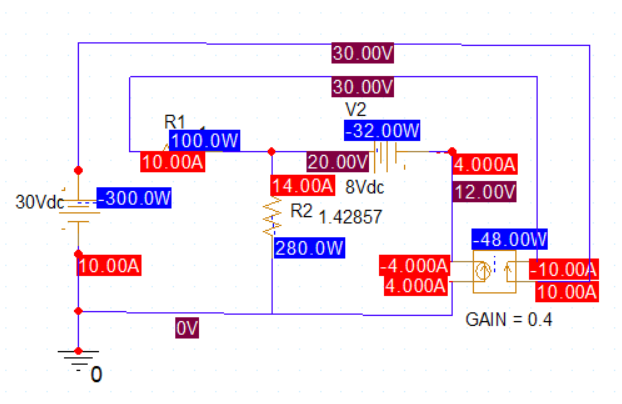 30.00V
30.00V
R1
V2
100.0W
-32.00W
10.00A
20.00V
4.000A
14.00A
8Vdc
12.00V
30Vdc
-300.0W
R2
1.42857
280.0W
-48.00W
10.00A
-4.000A
-10.00A
4.000A
10.00A
0V
GAIN = 0.4
0